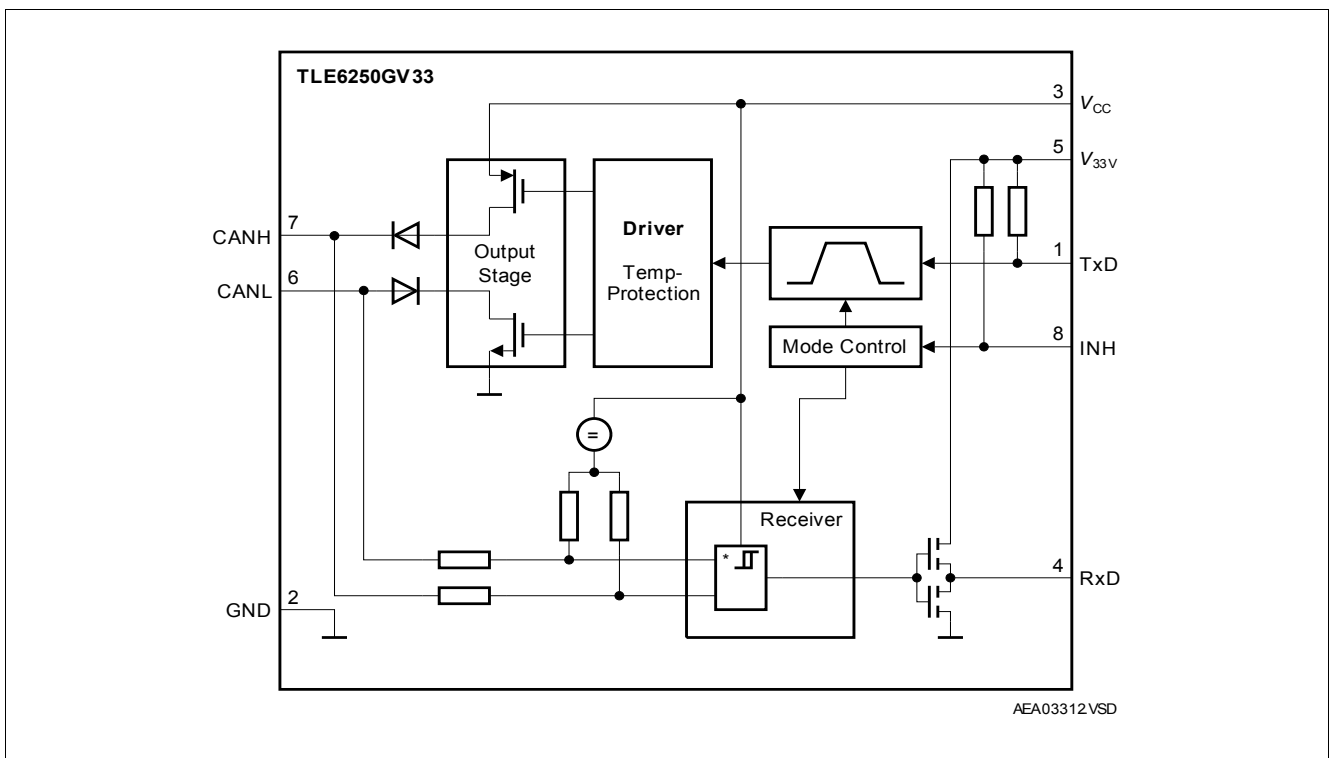 TLE6250GV33
3
VCC
5
V33V
7
CANH
Driver
Output
Stage
Temp-
Protection
1
TxD
6
CANL
Mode Control
8
INH
=
Receiver
*
4
RxD
2
GND
AEA03312.VSD